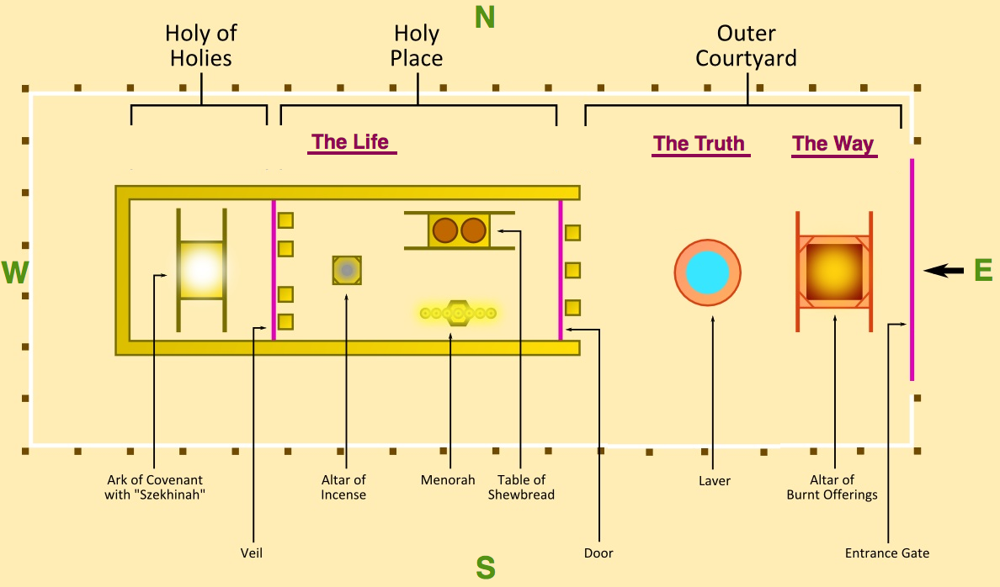 N
Holy of
Holies
Holy
Place
Outer
Courtyard
The Life
The Truth
The Way
W
E
Ark of Covenant
with "Szekhinah"
Altar of
Incense
Menorah
Table of
Shewbread
Laver
Altar of
Burnt Offerings
Veil
Door
Entrance Gate
S